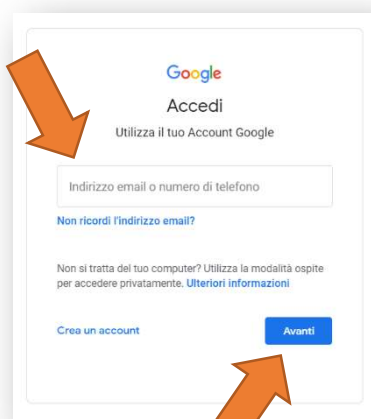 Google
Accedi
Utilizza il tuo Account Google
Indirizzo email o numero di telefono
Non ricordi l'indirizzo email?
Non si tratta del tuo computer? Utilizza la modalità ospite
per accedere privatamente. Ulteriori informazioni
Crea un account
Avanti